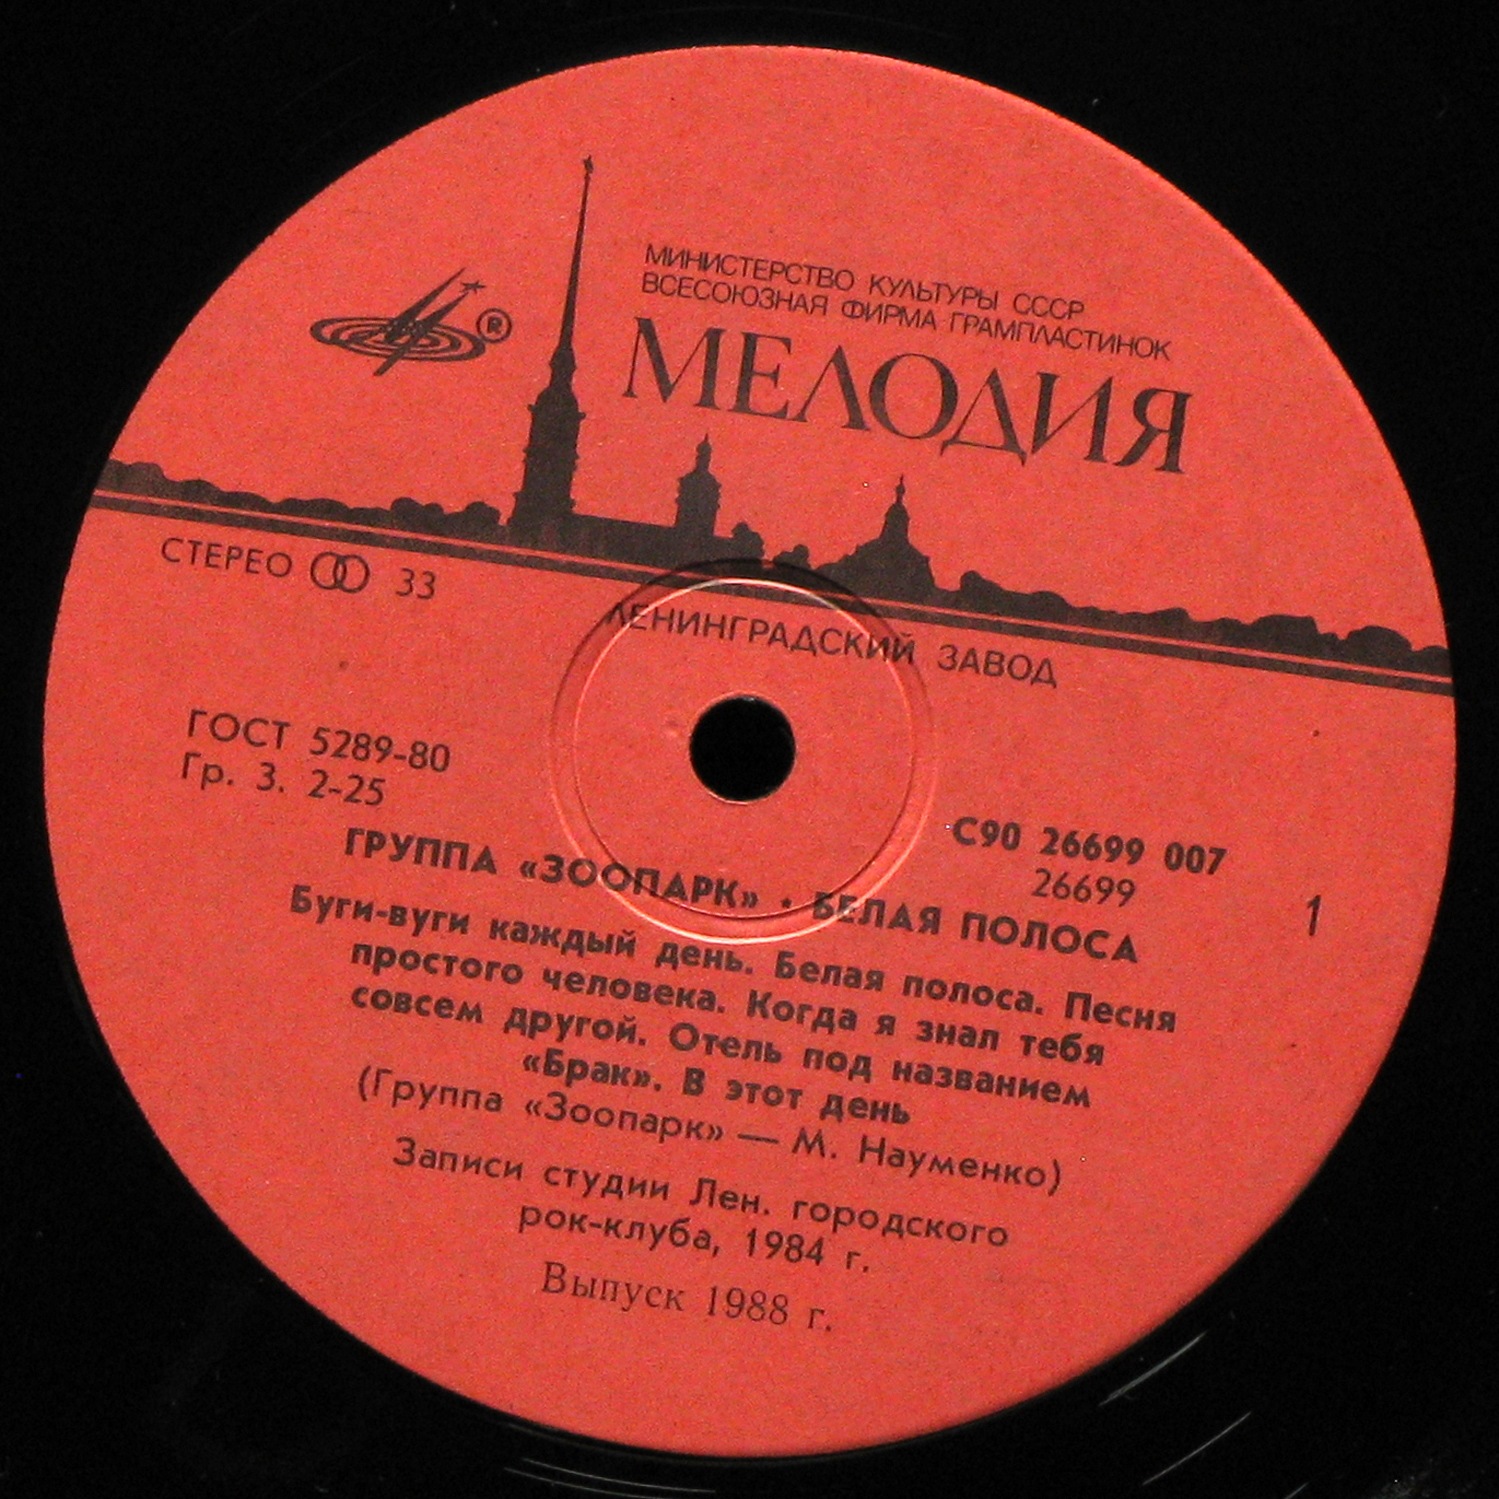 МИНИСТЕРСТВО КУЛЬТУРЫ СССР
ВСЕСОЮЗНАЯ ФИРМА ГРАМПЛАСТИНОК
®
МЕЛОДИЯ
СТЕРЕО 33
ЛЕНИНГРАДСКИЙ ЗАВОД
ГОСТ 5289-80
Гр. 3. 2-25
С90 26699 007
26699
1
ГРУППА «ЗООПАРК» • БЕЛАЯ ПОЛОСА
Буги-вуги каждый день. Белая полоса. Песня
простого человека. Когда я знал тебя
совсем другой. Отель под названием
«Брак». В этот день
(Группа «Зоопарк» — М. Науменко)
Записи студии Лен. городского
рок-клуба, 1984 г.
Выпуск 1988 г.